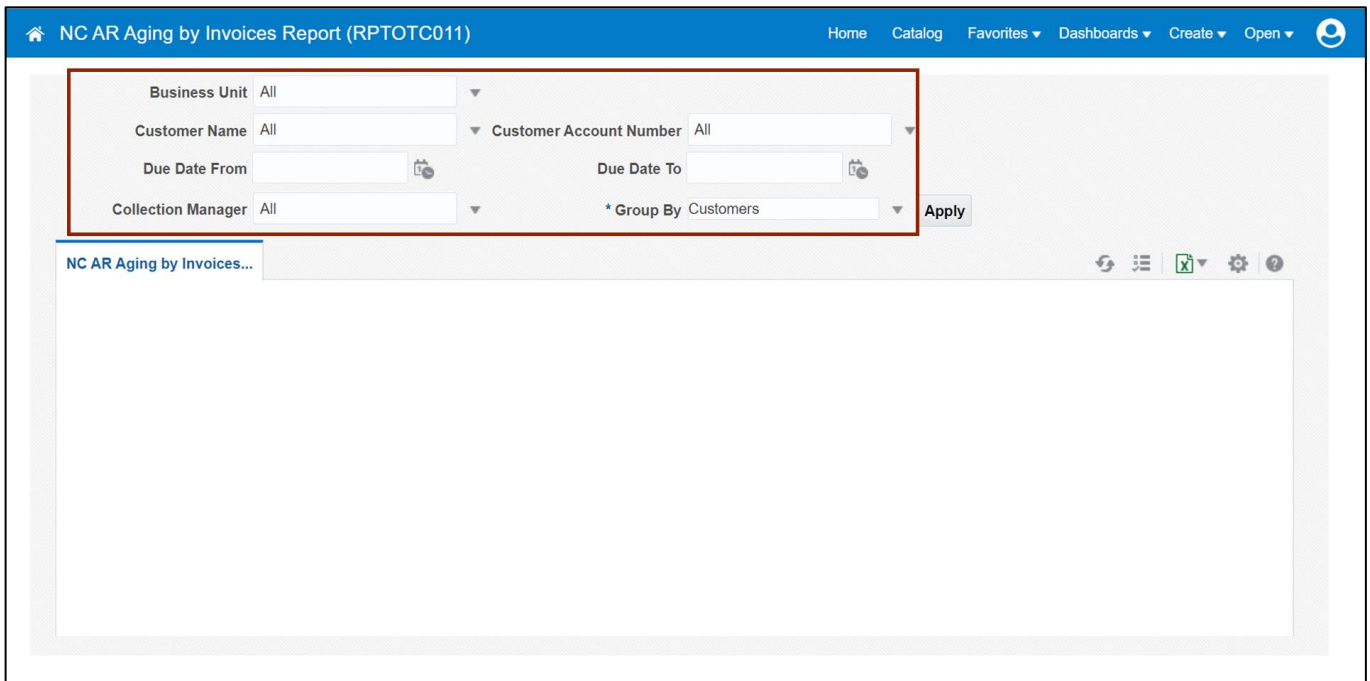 NC AR Aging by Invoices Report (RPTOTC011) Home Catalog Favorites Dashboards Create Open
Business Unit All
Customer Name All Customer Account Number All
Due Date From Due Date To
Collection Manager All * Group By Customers Apply
NC AR Aging by Invoices...